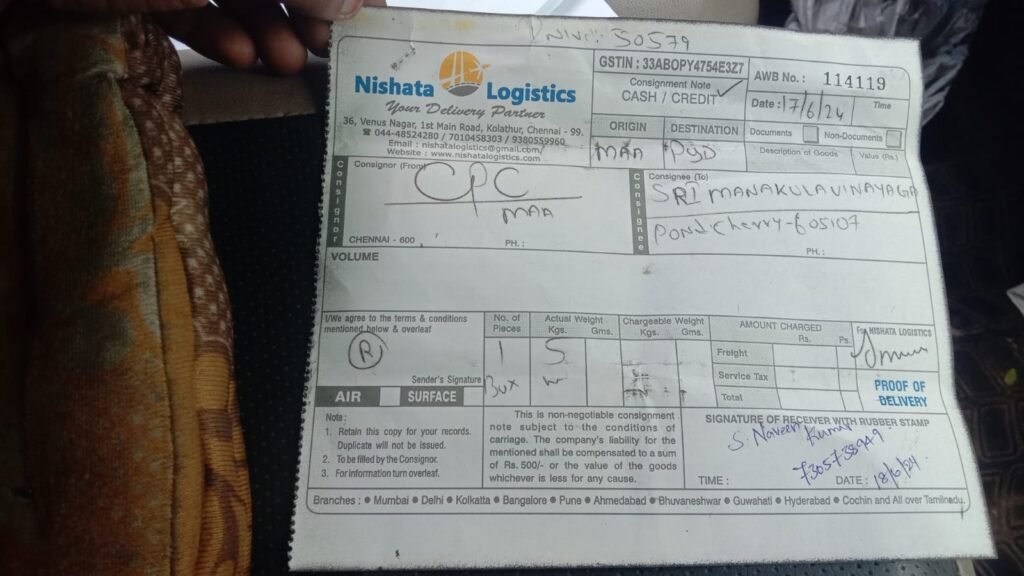 30579
Nishata Logistics
Your Delivery Partner
36, Venus Nagar, 1st Main Road, Kolathur, Chennai - 99.
☎ 044-48524280 / 7010458303 / 9380559960
Email : nishatalogistics@gmail.com/
Website : www.nishatalogistics.com
GSTIN : 33ABOPY4754E3Z7
Consignment Note
CASH / CREDIT ✓
AWB No. : 114119
Date : 17/6/24 Time
ORIGIN DESTINATION
MAA PYD
Documents Non-Documents
Description of Goods Value (Rs.)
Consignor
Consignor (From)
CPC
MAA
CHENNAI - 600 PH. :
Consignee
Consignee (To)
SRI MANAKULAVINAYAGA
Pondicherry-605107
PH. :
VOLUME
I/We agree to the terms & conditions
mentioned below & overleaf
R
Sender's Signature
AIR SURFACE
No. of Pieces
1
Box
Actual Weight
Kgs. Gms.
5
Chargeable Weight
Kgs. Gms.
AMOUNT CHARGED
Rs. Ps.
Freight
Service Tax
Total
For NISHATA LOGISTICS
PROOF OF
DELIVERY
Note :
1. Retain this copy for your records.
Duplicate will not be issued.
2. To be filled by the Consignor.
3. For information turn overleaf.
This is non-negotiable consignment
note subject to the conditions of
carriage. The company's liability for
the mentioned shall be compensated to a sum
of Rs. 500/- or the value of the goods
whichever is less for any cause.
SIGNATURE OF RECEIVER WITH RUBBER STAMP
S. Naveen Kumar
TIME : DATE : 18/6/24
Branches : ● Mumbai ● Delhi ● Kolkatta ● Bangalore ● Pune ● Ahmedabad ● Bhuvaneshwar ● Guwahati ● Hyderabad ● Cochin and All over Tamilnadu